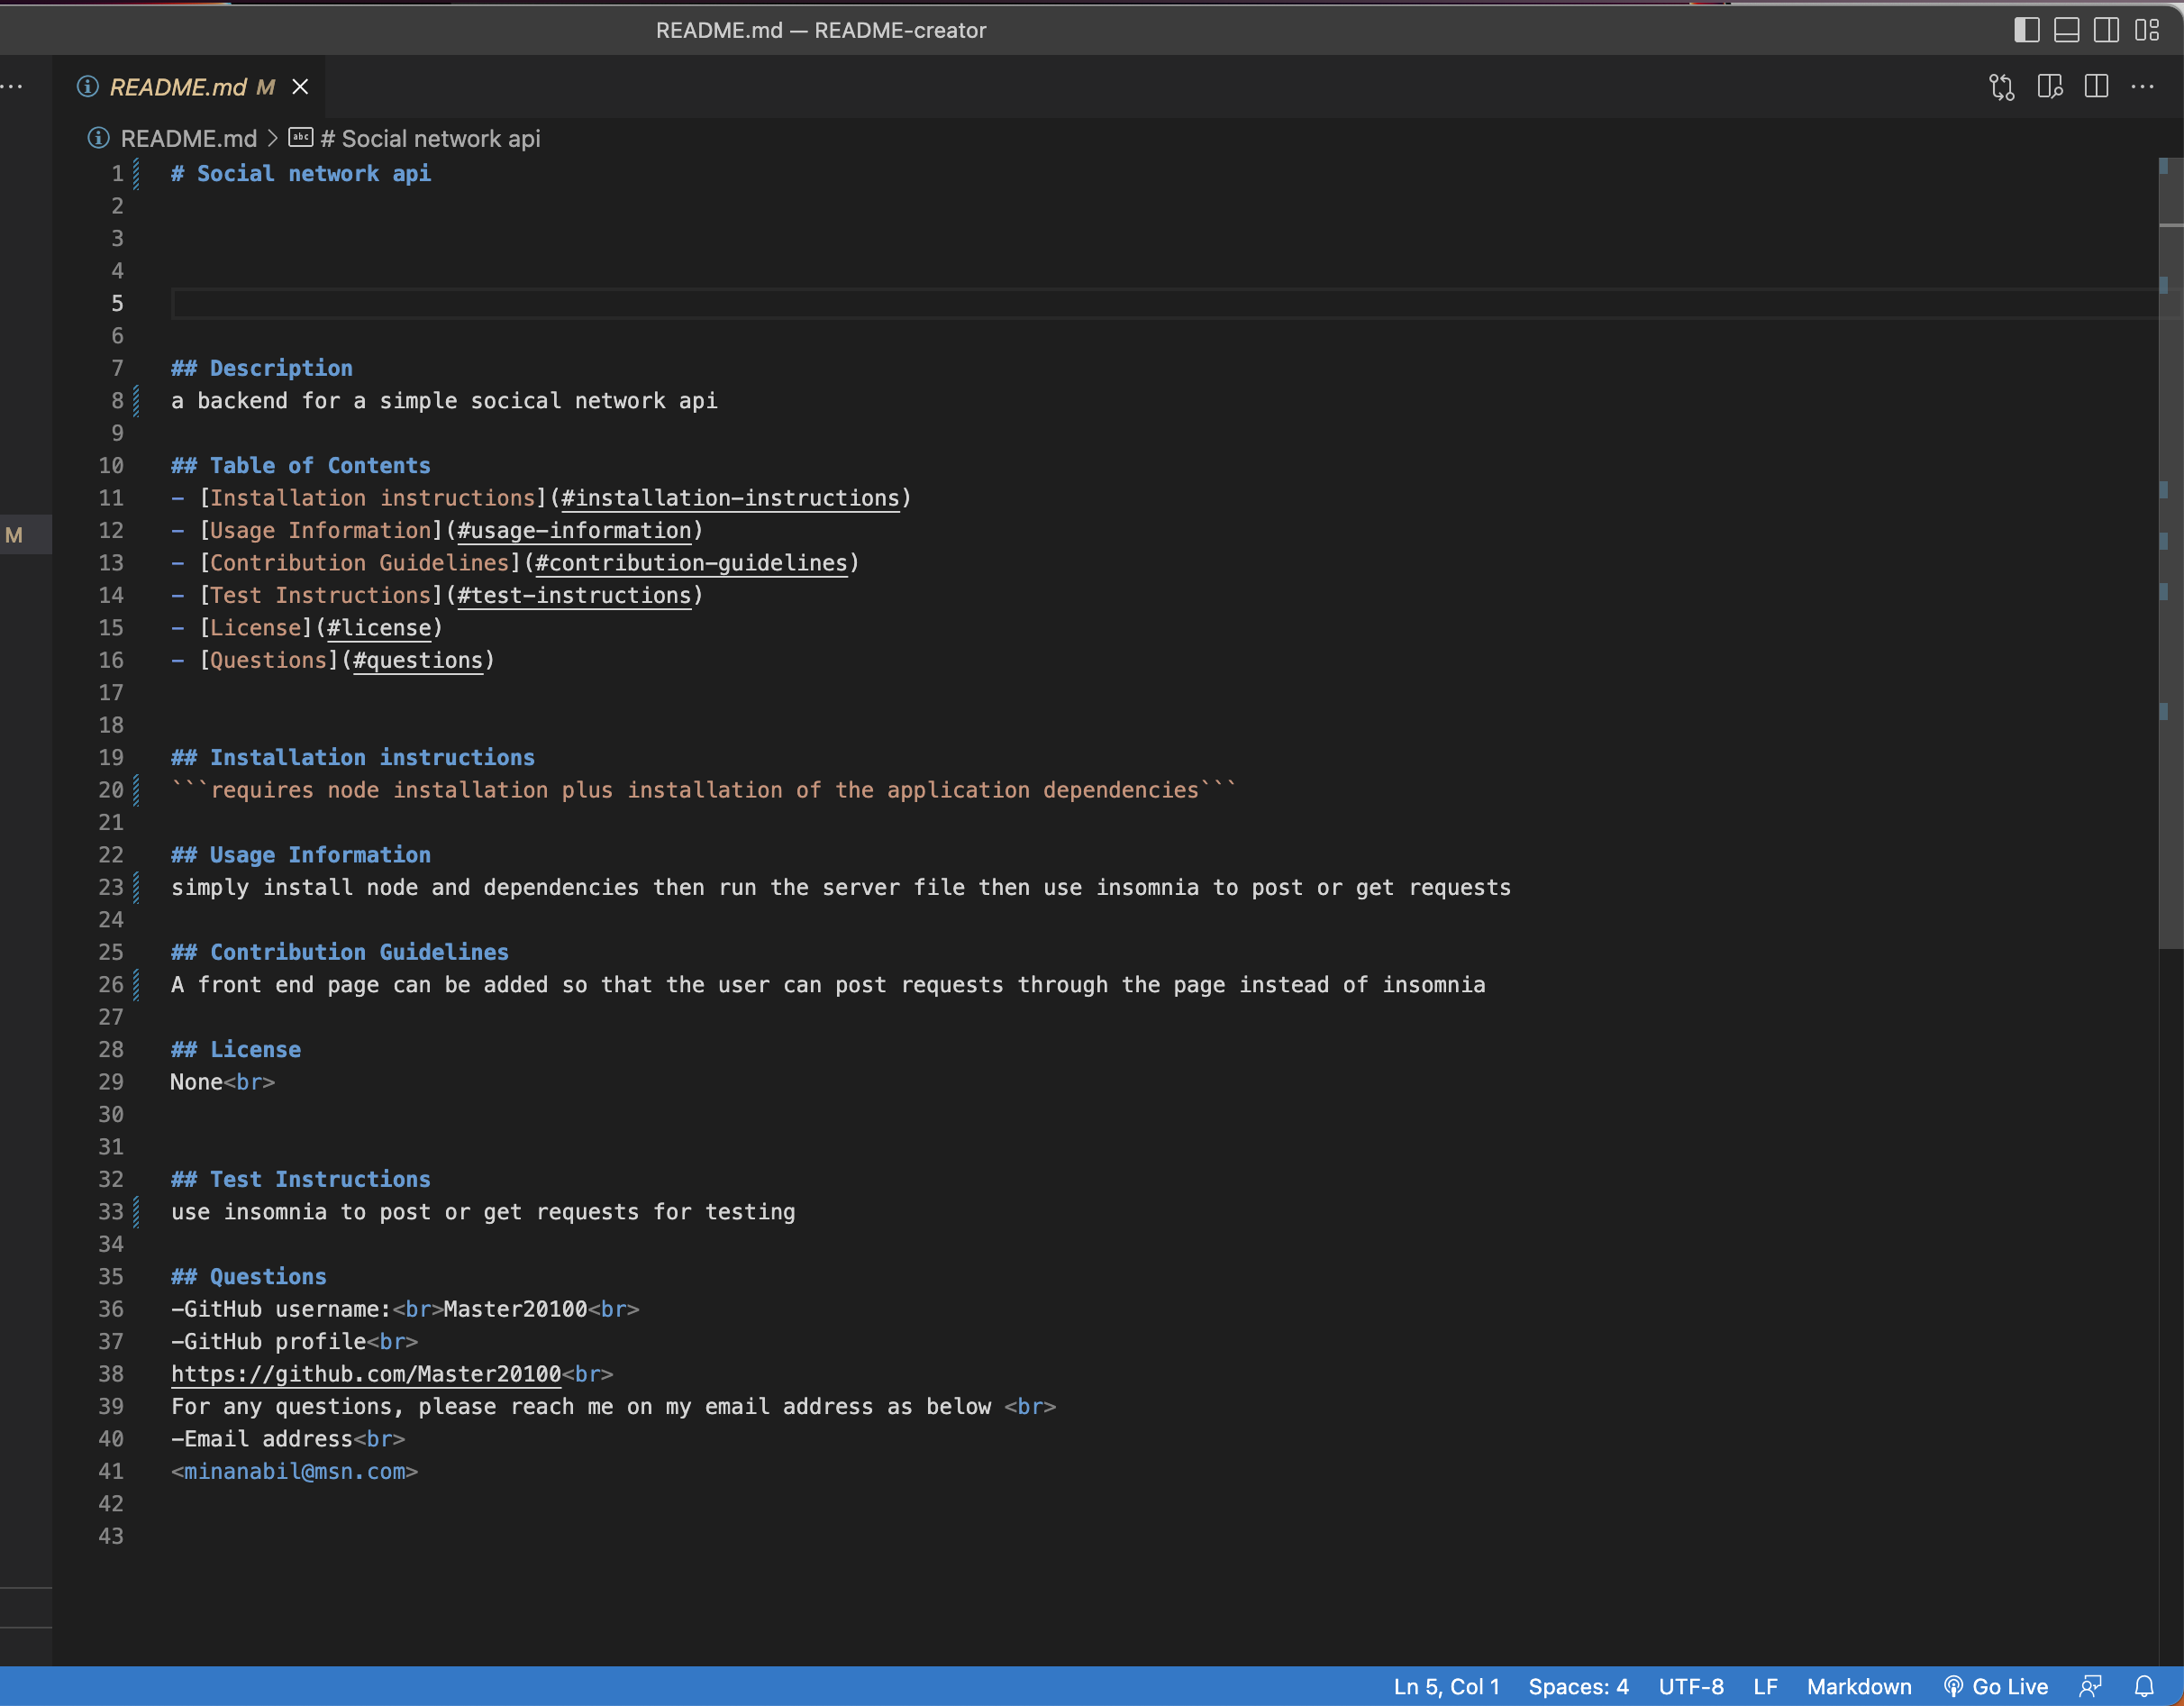 README.md — README-creator
README.md M
README.md > # Social network api
1 # Social network api
2
3
4
5
6
7 ## Description
8 a backend for a simple socical network api
9
10 ## Table of Contents
11 - [Installation instructions](#installation-instructions)
12 - [Usage Information](#usage-information)
13 - [Contribution Guidelines](#contribution-guidelines)
14 - [Test Instructions](#test-instructions)
15 - [License](#license)
16 - [Questions](#questions)
17
18
19 ## Installation instructions
20 ```requires node installation plus installation of the application dependencies```
21
22 ## Usage Information
23 simply install node and dependencies then run the server file then use insomnia to post or get requests
24
25 ## Contribution Guidelines
26 A front end page can be added so that the user can post requests through the page instead of insomnia
27
28 ## License
29 None<br>
30
31
32 ## Test Instructions
33 use insomnia to post or get requests for testing
34
35 ## Questions
36 -GitHub username:<br>Master20100<br>
37 -GitHub profile<br>
38 https://github.com/Master20100<br>
39 For any questions, please reach me on my email address as below <br>
40 -Email address<br>
41 <minanabil@msn.com>
42
43
M
Ln 5, Col 1 Spaces: 4 UTF-8 LF Markdown Go Live